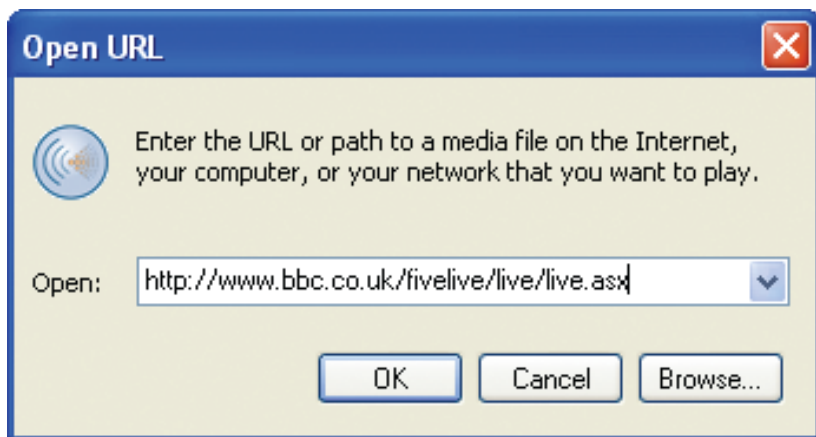 Open URL
Enter the URL or path to a media file on the Internet,
your computer, or your network that you want to play.
Open: http://www.bbc.co.uk/fivelive/live/live.asx
OK Cancel Browse...